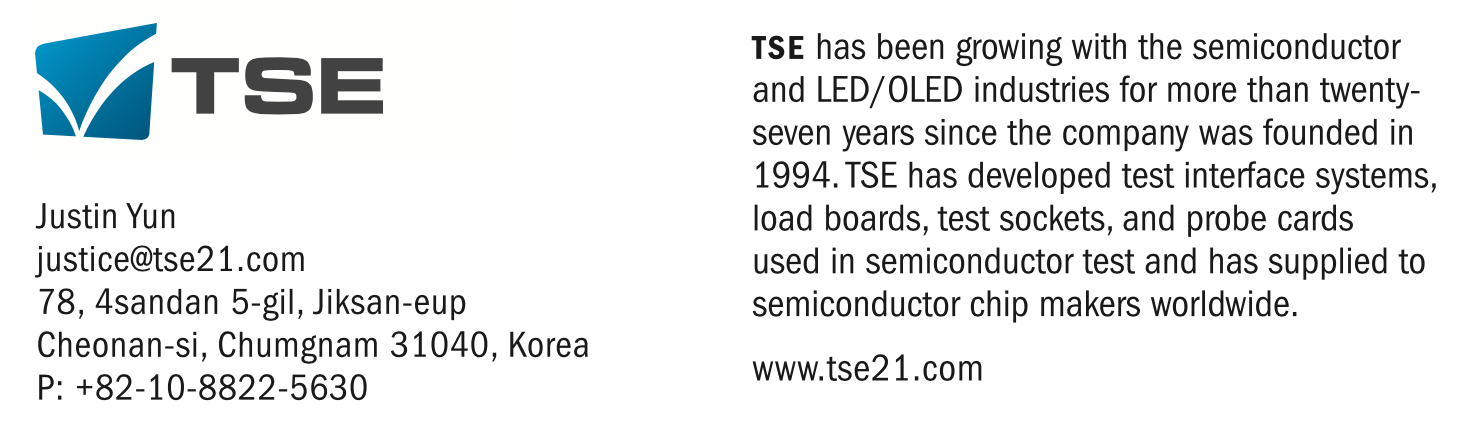 TSE
Justin Yun
justice@tse21.com
78, 4sandan 5-gil, Jiksan-eup
Cheonan-si, Chumgnam 31040, Korea
P: +82-10-8822-5630
TSE has been growing with the semiconductor
and LED/OLED industries for more than twenty-
seven years since the company was founded in
1994. TSE has developed test interface systems,
load boards, test sockets, and probe cards
used in semiconductor test and has supplied to
semiconductor chip makers worldwide.
www.tse21.com